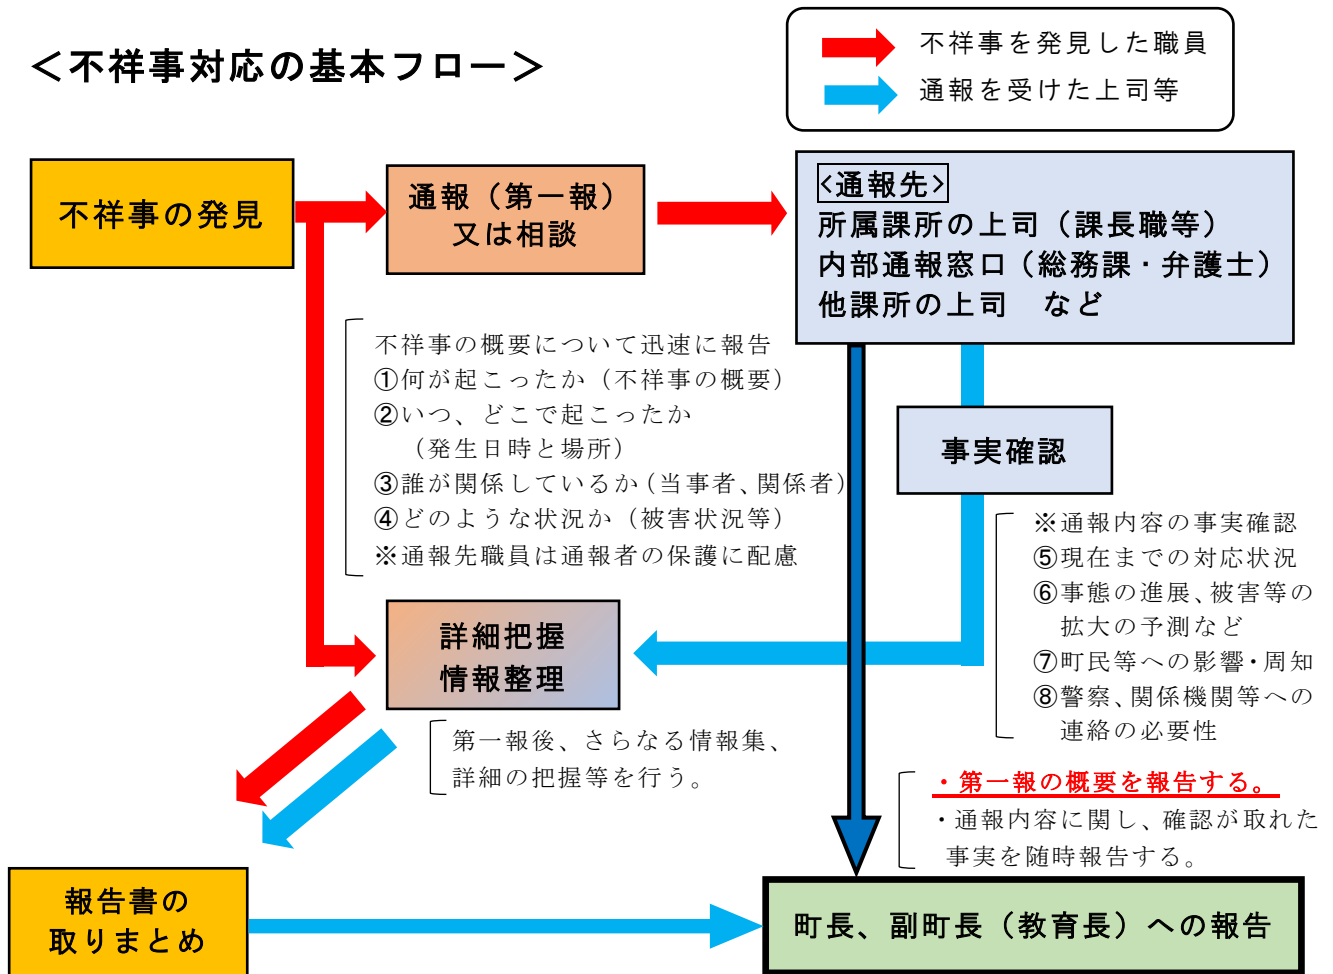 ＜不祥事対応の基本フロー＞
不祥事を発見した職員
通報を受けた上司等
不祥事の発見
通報（第一報）
又は相談
<通報先>
所属課所の上司（課長職等）
内部通報窓口（総務課・弁護士）
他課所の上司　など
不祥事の概要について迅速に報告
①何が起こったか（不祥事の概要）
②いつ、どこで起こったか
（発生日時と場所）
③誰が関係しているか（当事者、関係者）
④どのような状況か（被害状況等）
※通報先職員は通報者の保護に配慮
事実確認
※通報内容の事実確認
⑤現在までの対応状況
⑥事態の進展、被害等の
拡大の予測など
⑦町民等への影響・周知
⑧警察、関係機関等への
連絡の必要性
詳細把握
情報整理
第一報後、さらなる情報集、
詳細の把握等を行う。
・第一報の概要を報告する。
・通報内容に関し、確認が取れた
事実を随時報告する。
報告書の
取りまとめ
町長、副町長（教育長）への報告